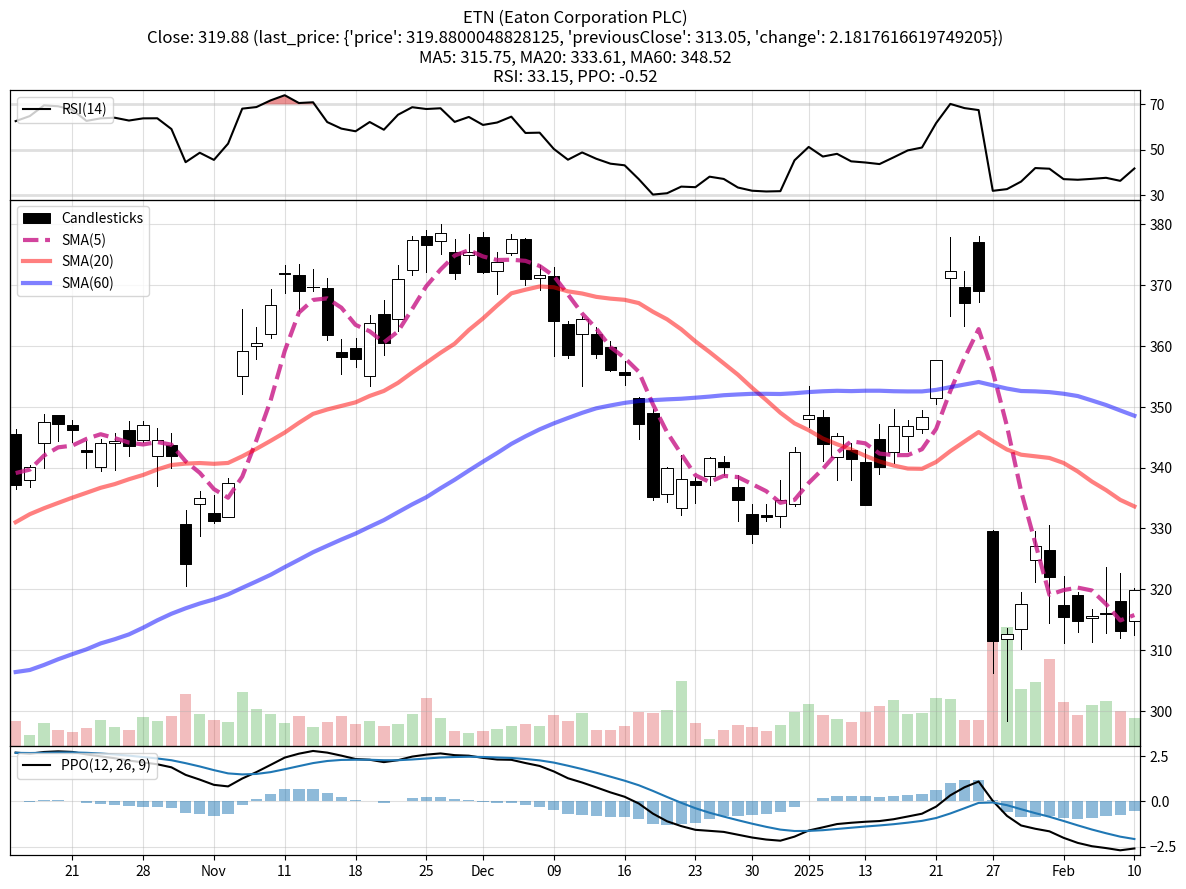 ETN (Eaton Corporation PLC)
Close: 319.88 (last_price: {'price': 319.8800048828125, 'previousClose': 313.05, 'change': 2.1817616619749205})
MA5: 315.75, MA20: 333.61, MA60: 348.52
RSI: 33.15, PPO: -0.52
RSI(14)
70
50
30
Candlesticks
SMA(5)
SMA(20)
SMA(60)
380
370
360
350
340
330
320
310
300
PPO(12, 26, 9)
2.5
0.0
−2.5
21 28 Nov 11 18 25 Dec 09 16 23 30 2025 13 21 27 Feb 10